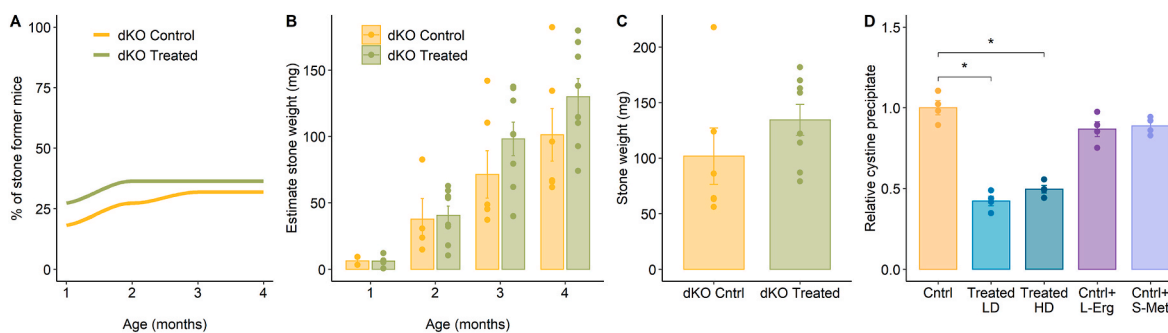 A
% of stoner former mice
100
75
50
25
0
dKO Control
dKO Treated
1 2 3 4
Age (months)
B
Estimate stone weight (mg)
150
100
50
0
dKO Control
dKO Treated
1 2 3 4
Age (months)
C
Stone weight (mg)
200
150
100
50
0
dKO Cntrl dKO Treated
D
Relative cystine precipitate
1.0
0.5
0.0
*
*
Cntrl
Treated
LD
Treated
HD
Cntrl+
L-Erg
Cntrl+
S-Met